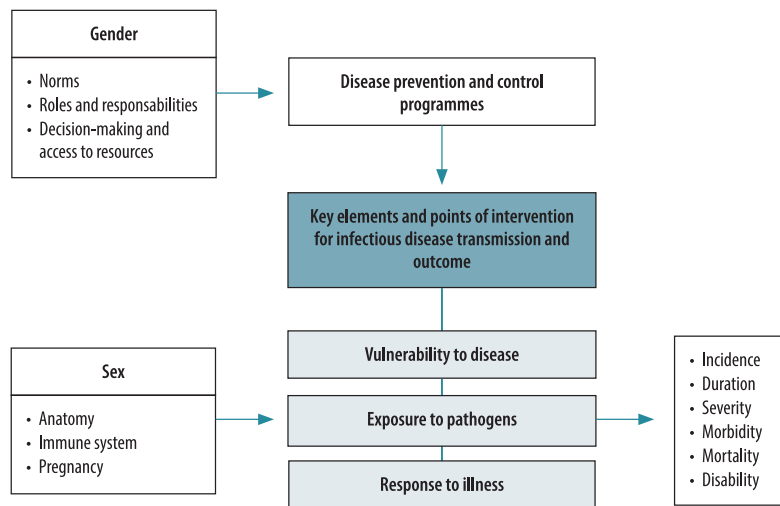 Gender
• Norms
• Roles and responsabilities
• Decision-making and
access to resources
Disease prevention and control
programmes
Key elements and points of intervention
for infectious disease transmission and
outcome
Vulnerability to disease
Sex
• Anatomy
• Immune system
• Pregnancy
Exposure to pathogens
Response to illness
• Incidence
• Duration
• Severity
• Morbidity
• Mortality
• Disability